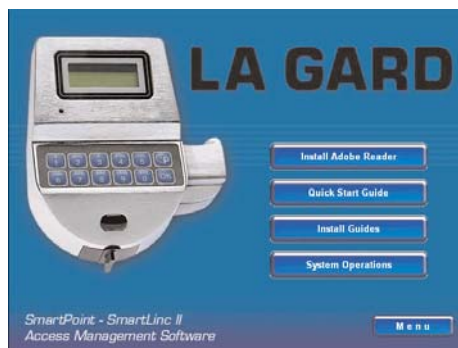 LA GARD
Install Adobe Reader
Quick Start Guide
Install Guides
System Operations
SmartPoint - SmartLinc II
Access Management Software
Menu